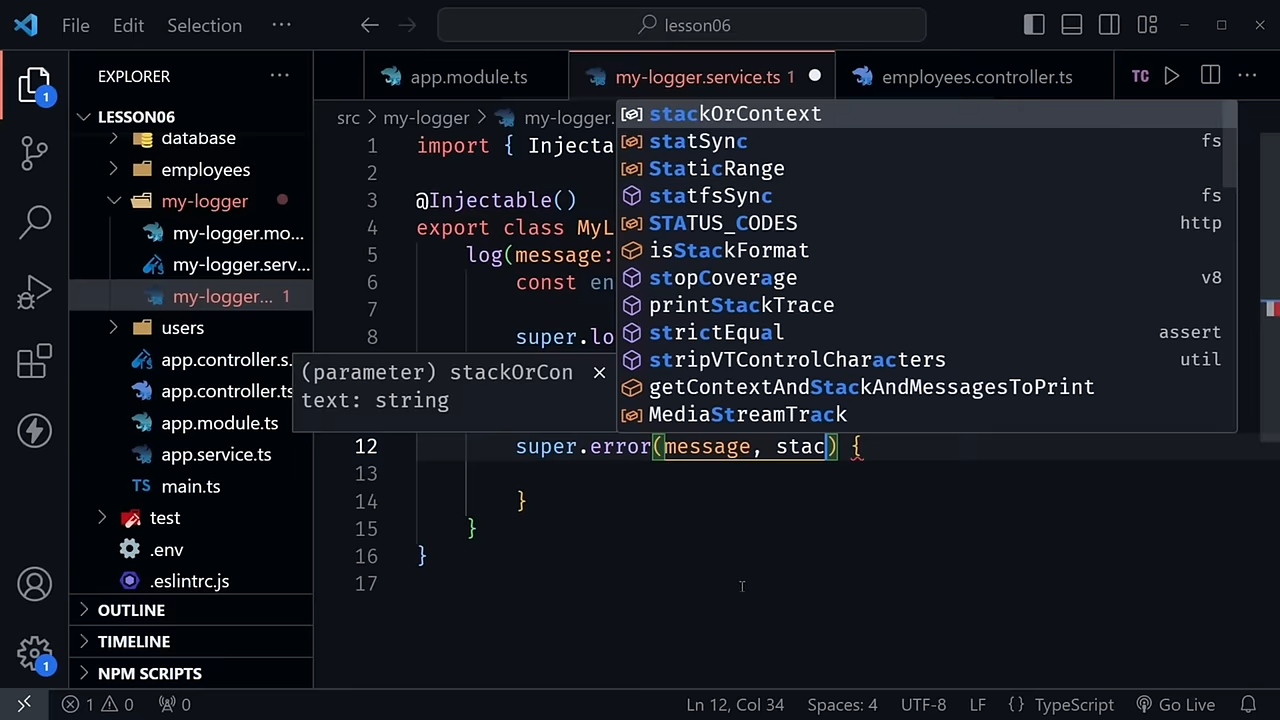 File Edit Selection ···
lesson06
EXPLORER ···
LESSON06
database
employees
my-logger
my-logger.mo...
my-logger.serv...
my-logger... 1
users
app.controller.s.
app.controller.ts
app.module.ts
app.service.ts
TS main.ts
test
.env
.eslintrc.js
OUTLINE
TIMELINE
NPM SCRIPTS
app.module.ts
my-logger.service.ts 1
employees.controller.ts
TC
···
src > my-logger > my-logger.
1 import { Injecta
2
3 @Injectable()
4 export class MyL
5 log(message:
6 const en
7
8 super.lo
12 super.error(message, stac) {
13
14 }
15 }
16 }
17
stackOrContext
statSync fs
StaticRange
statfsSync fs
STATUS_CODES http
isStackFormat
stopCoverage v8
printStackTrace
strictEqual assert
stripVTControlCharacters util
getContextAndStackAndMessagesToPrint
MediaStreamTrack
(parameter) stackOrCon
text: string
1
1
1 0 0
Ln 12, Col 34 Spaces: 4 UTF-8 LF {} TypeScript Go Live